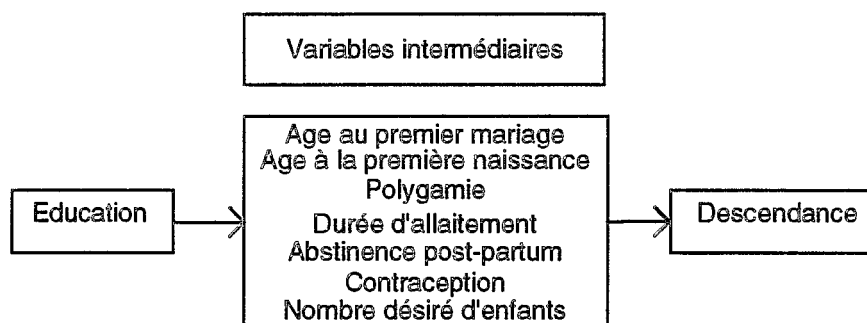 Variables intermédiaires
Age au premier mariage
Age à la première naissance
Polygamie
Education
Durée d'allaitement
Descendance
Abstinence post-partum
Contraception
Nombre désiré d'enfants